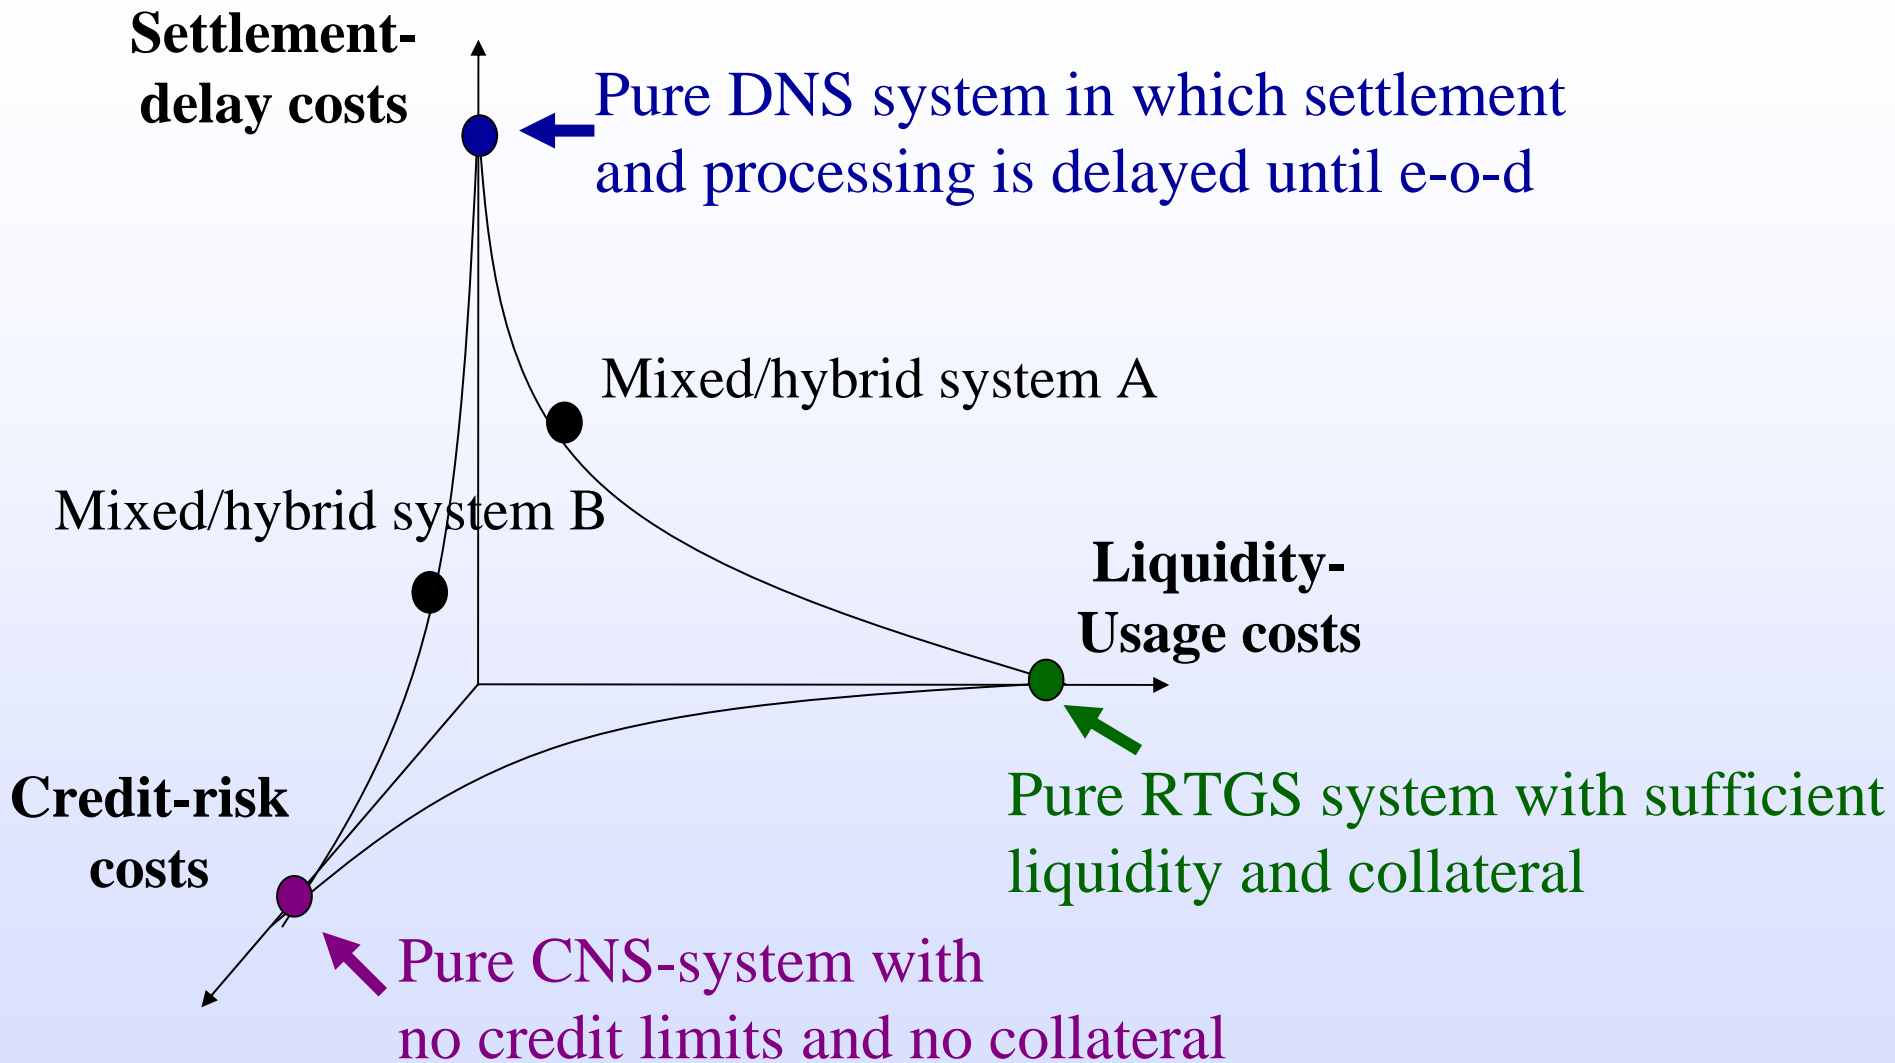 Settlement-
delay costs
Pure DNS system in which settlement
and processing is delayed until e-o-d
Mixed/hybrid system A
Mixed/hybrid system B
Liquidity-
Usage costs
Credit-risk
costs
Pure RTGS system with sufficient
liquidity and collateral
Pure CNS-system with
no credit limits and no collateral